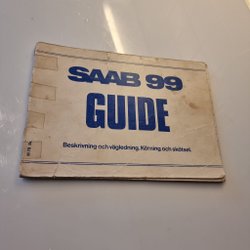 SAAB 99
GUIDE
Beskrivning och vägledning. Körning och skötsel.